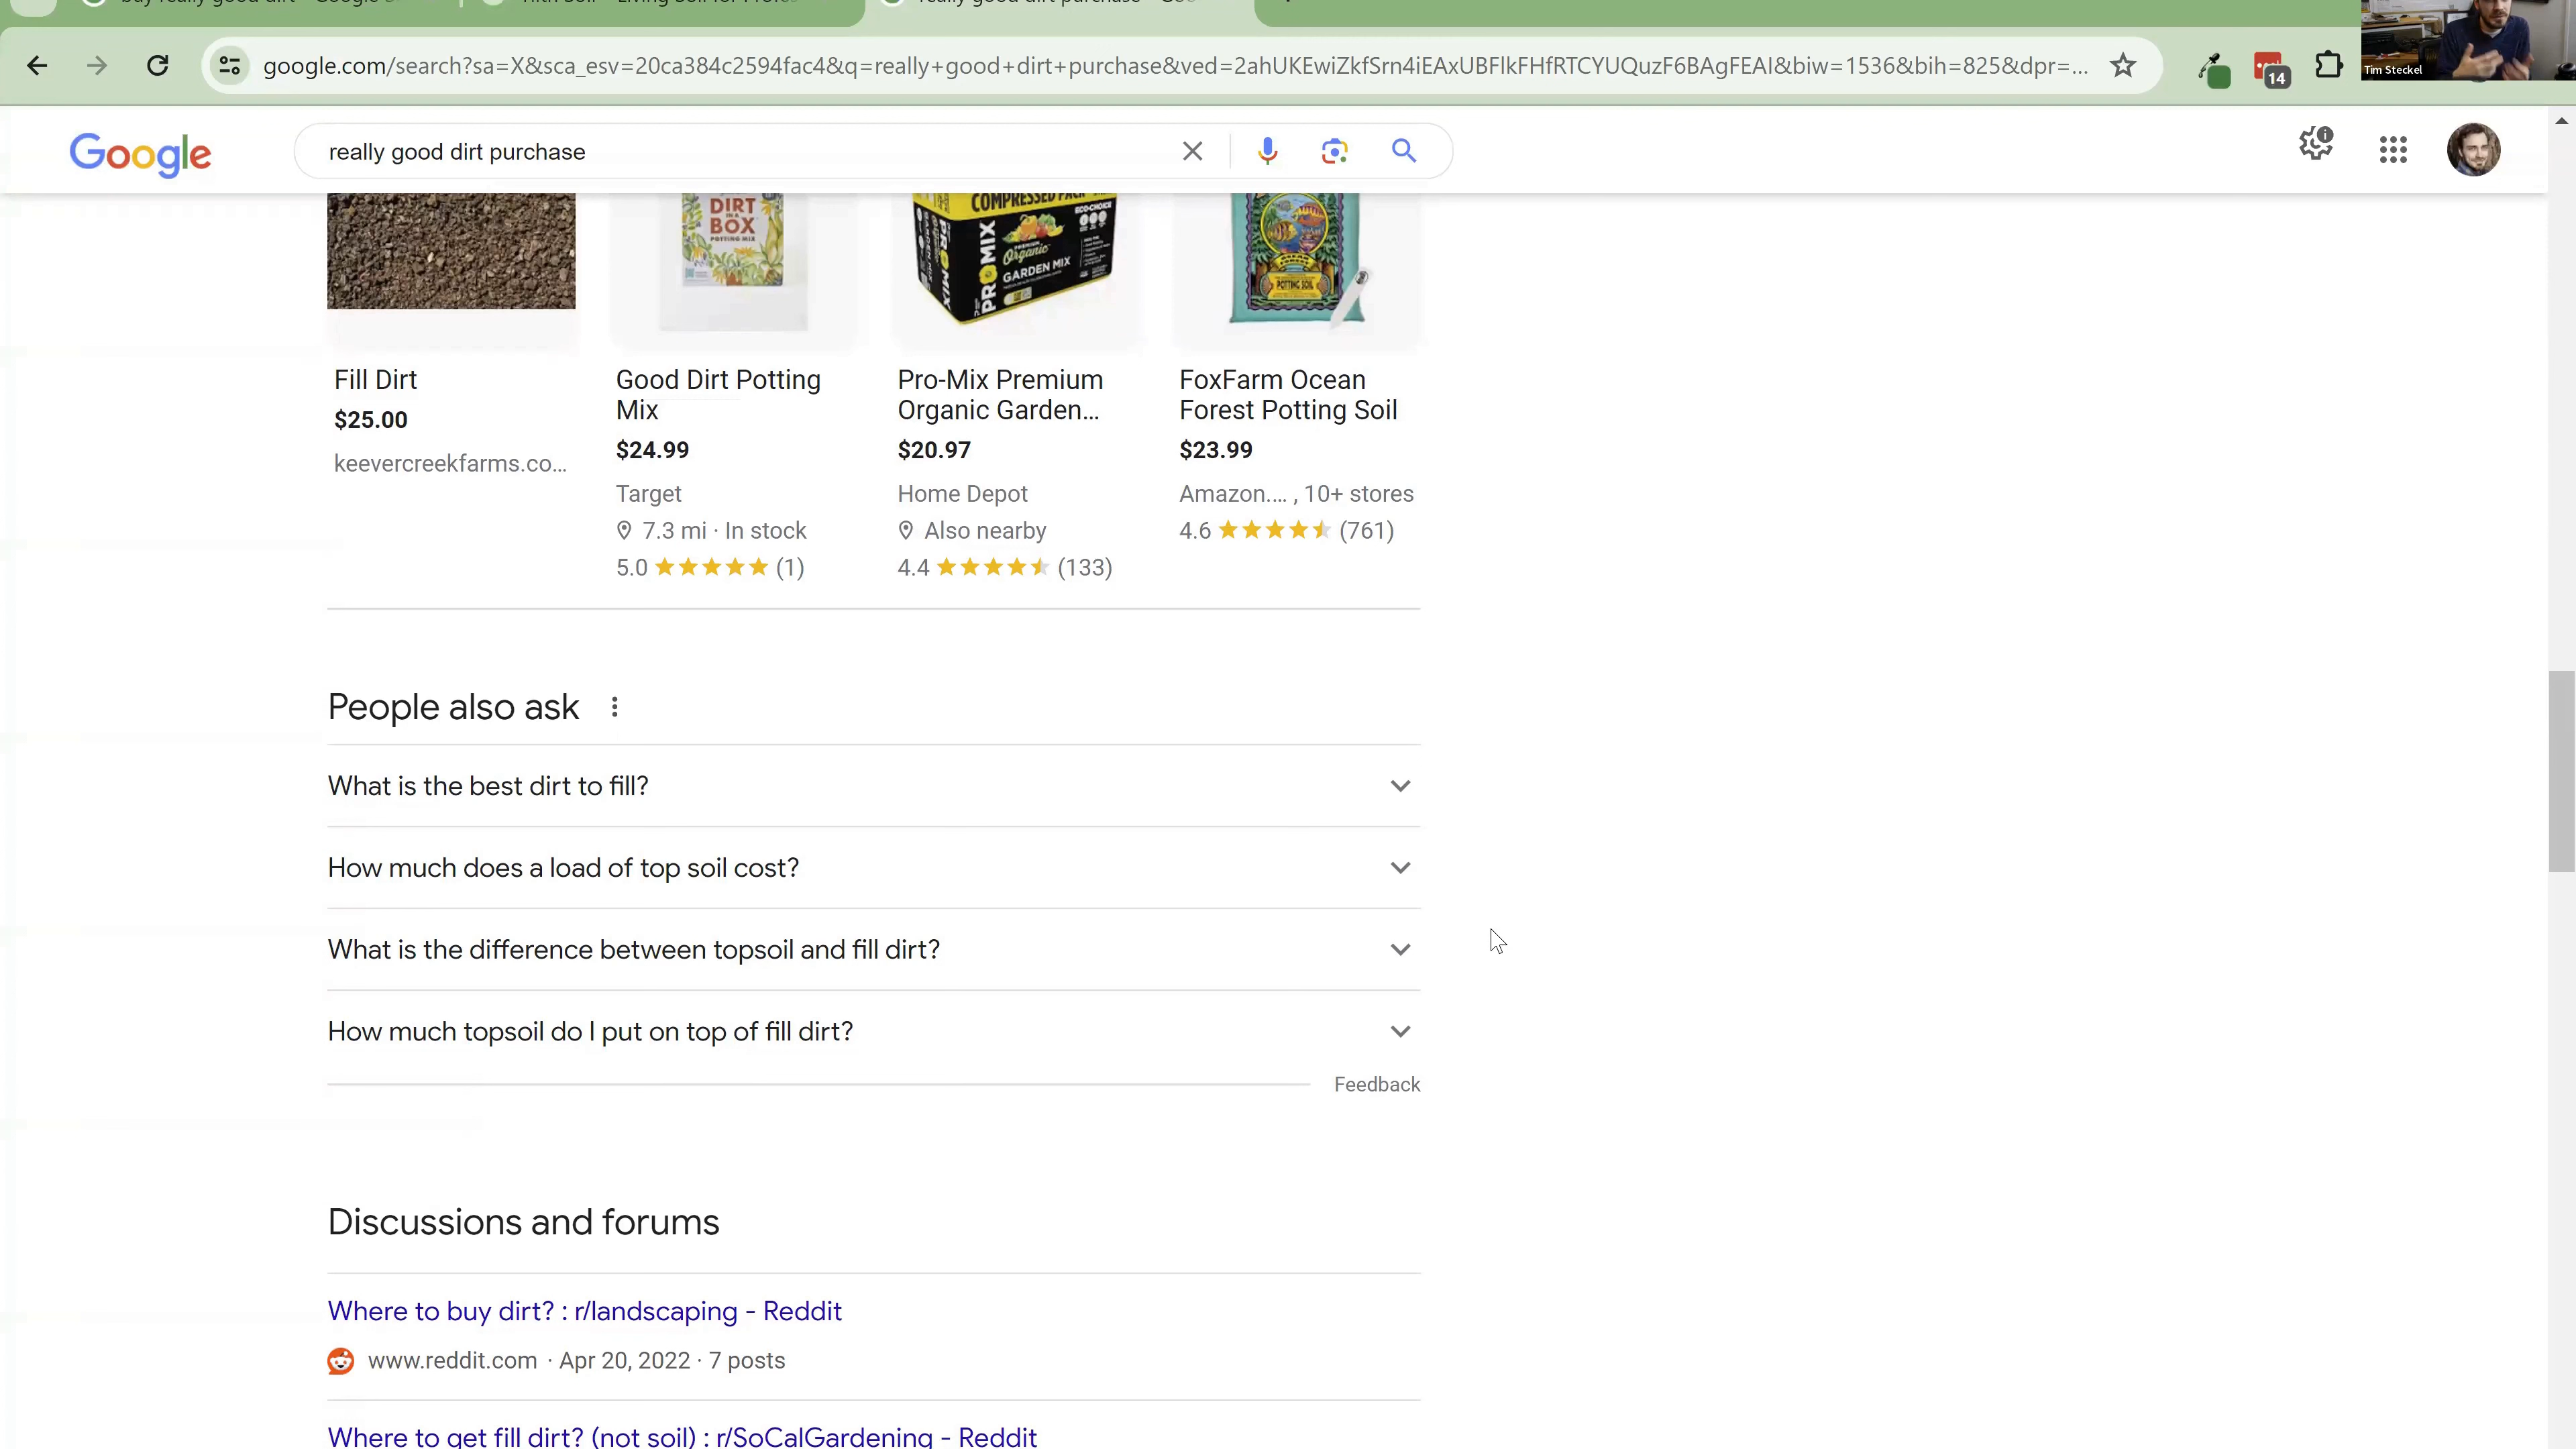 google.com/search?sa=X&sca_esv=20ca384c2594fac4&q=really+good+dirt+purchase&ved=2ahUKEwiZkfSrn4iEAxUBFlkFHfRTCYUQuzF6BAgFEAI&biw=1536&bih=825&dpr=...
14
Tim Steckel
Google
really good dirt purchase
DIRT
IN A
BOX
POTTING MIX
COMPRESSED PACK
ECO-CHOICE
PRO-MIX
PREMIUM
Organic
GARDEN MIX
POTTING SOIL
Fill Dirt
$25.00
keevercreekfarms.co...
Good Dirt Potting
Mix
$24.99
Target
7.3 mi · In stock
5.0 (1)
Pro-Mix Premium
Organic Garden...
$20.97
Home Depot
Also nearby
4.4 (133)
FoxFarm Ocean
Forest Potting Soil
$23.99
Amazon.... , 10+ stores
4.6 (761)
People also ask
What is the best dirt to fill?
How much does a load of top soil cost?
What is the difference between topsoil and fill dirt?
How much topsoil do I put on top of fill dirt?
Feedback
Discussions and forums
Where to buy dirt? : r/landscaping - Reddit
www.reddit.com · Apr 20, 2022 · 7 posts
Where to get fill dirt? (not soil) : r/SoCalGardening - Reddit